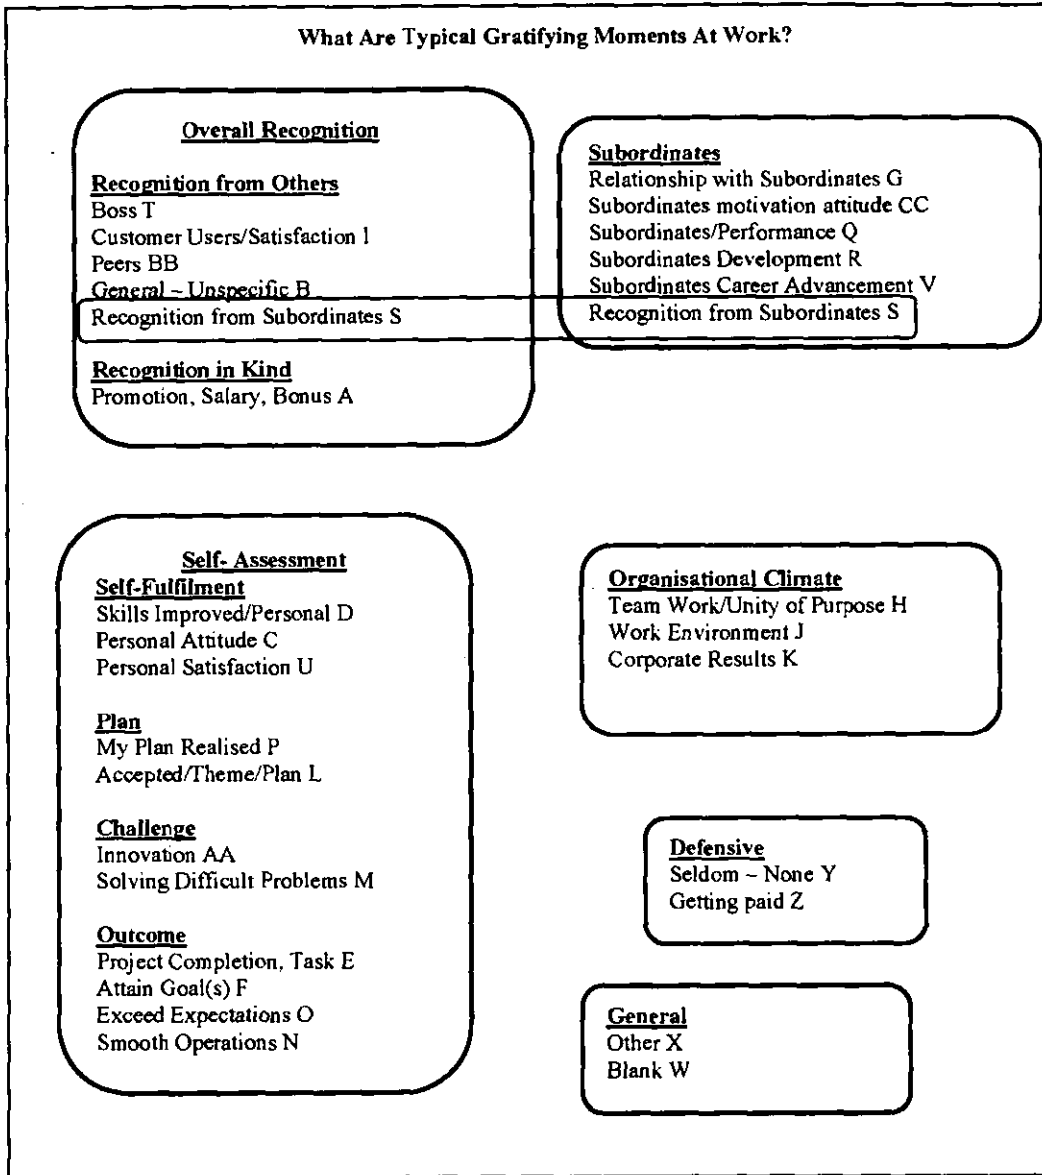 What Are Typical Gratifying Moments At Work?
Overall Recognition
Recognition from Others
Boss T
Customer Users/Satisfaction I
Peers BB
General – Unspecific B
Recognition from Subordinates S
Recognition in Kind
Promotion, Salary, Bonus A
Subordinates
Relationship with Subordinates G
Subordinates motivation attitude CC
Subordinates/Performance Q
Subordinates Development R
Subordinates Career Advancement V
Recognition from Subordinates S
Self- Assessment
Self-Fulfilment
Skills Improved/Personal D
Personal Attitude C
Personal Satisfaction U
Plan
My Plan Realised P
Accepted/Theme/Plan L
Challenge
Innovation AA
Solving Difficult Problems M
Outcome
Project Completion, Task E
Attain Goal(s) F
Exceed Expectations O
Smooth Operations N
Organisational Climate
Team Work/Unity of Purpose H
Work Environment J
Corporate Results K
Defensive
Seldom – None Y
Getting paid Z
General
Other X
Blank W